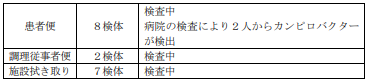 患者便 8検体 検査中
病院の検査により2人からカンピロバクター
が検出
調理従事者便 2検体 検査中
施設拭き取り 7検体 検査中